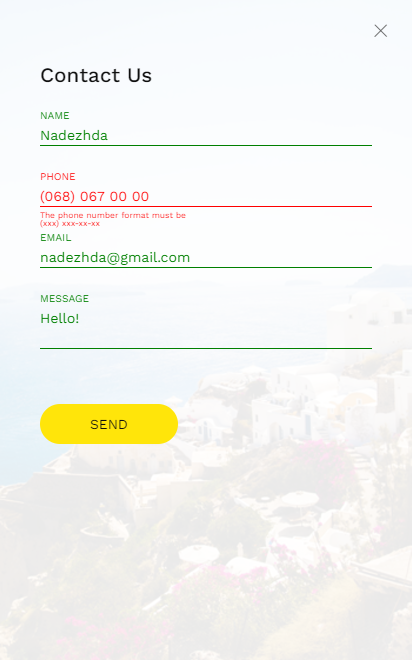 Contact Us
NAME
Nadezhda
PHONE
(068) 067 00 00
The phone number format must be
(xxx) xxx-xx-xx
EMAIL
nadezhda@gmail.com
MESSAGE
Hello!
SEND